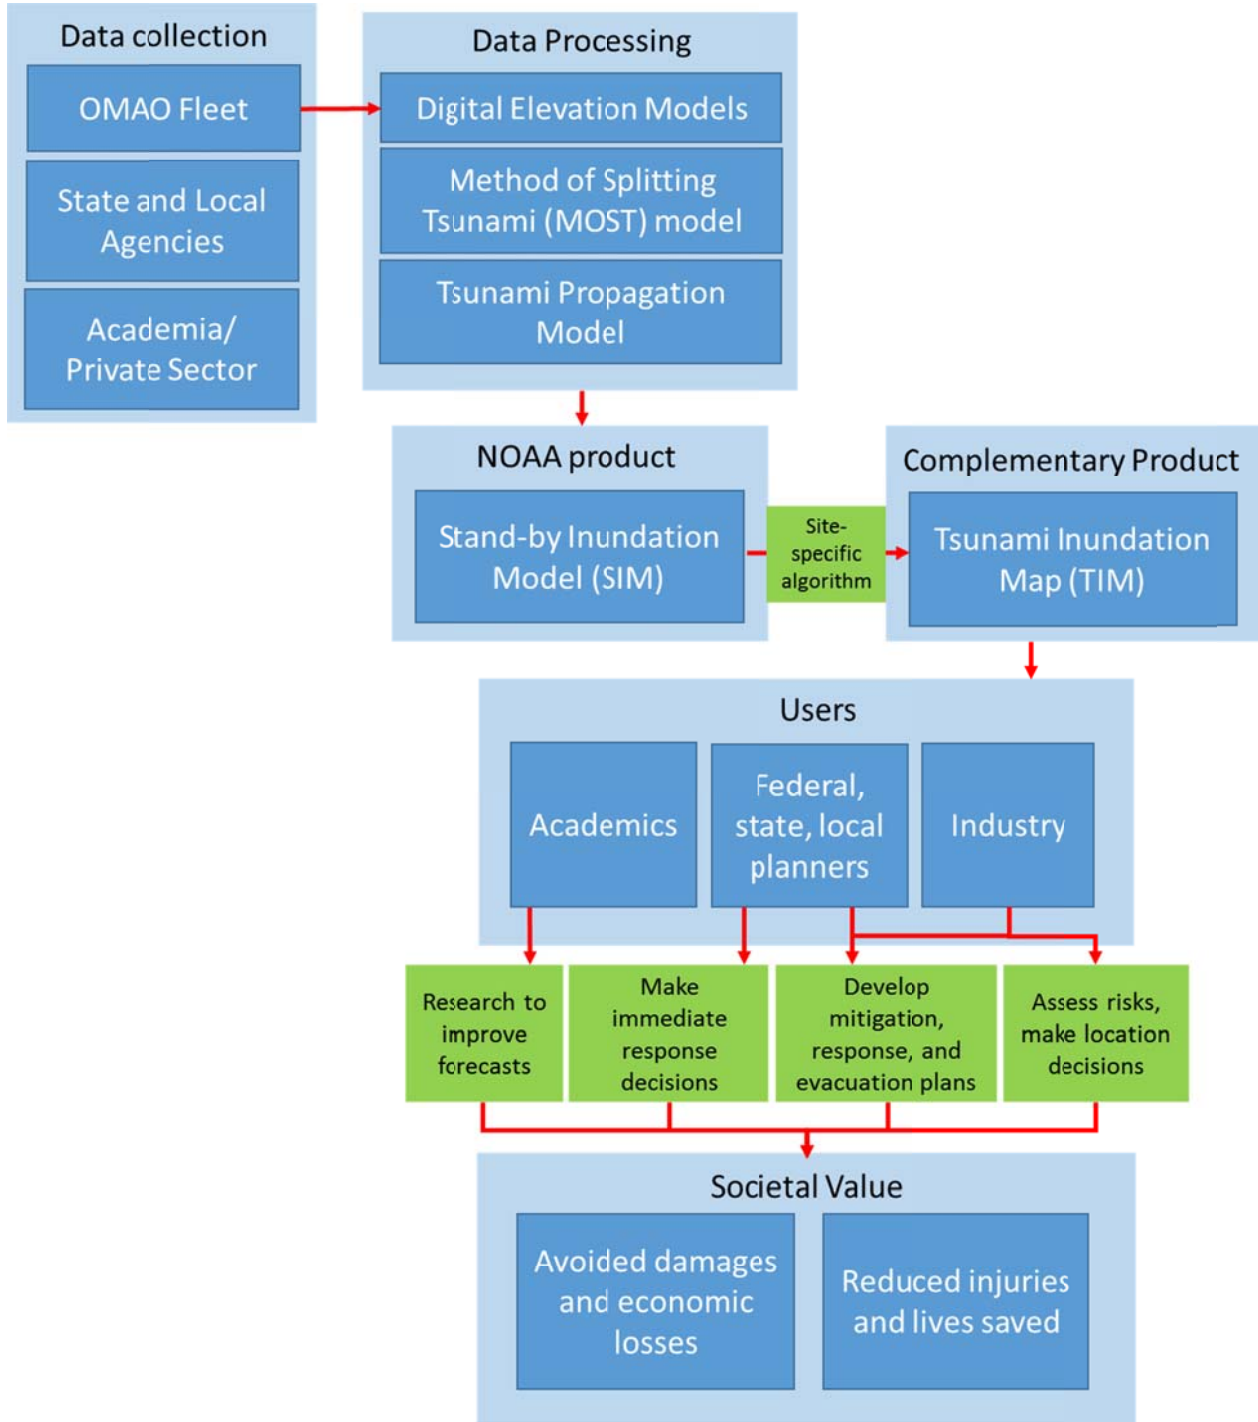 Data collection
OMAO Fleet
State and Local
Agencies
Academia/
Private Sector
Data Processing
Digital Elevation Models
Method of Splitting
Tsunami (MOST) model
Tsunami Propagation
Model
NOAA product
Stand-by Inundation
Model (SIM)
Site-
specific
algorithm
Complementary Product
Tsunami Inundation
Map (TIM)
Users
Academics
Federal,
state, local
planners
Industry
Research to
improve
forecasts
Make
immediate
response
decisions
Develop
mitigation,
response, and
evacuation plans
Assess risks,
make location
decisions
Societal Value
Avoided damages
and economic
losses
Reduced injuries
and lives saved